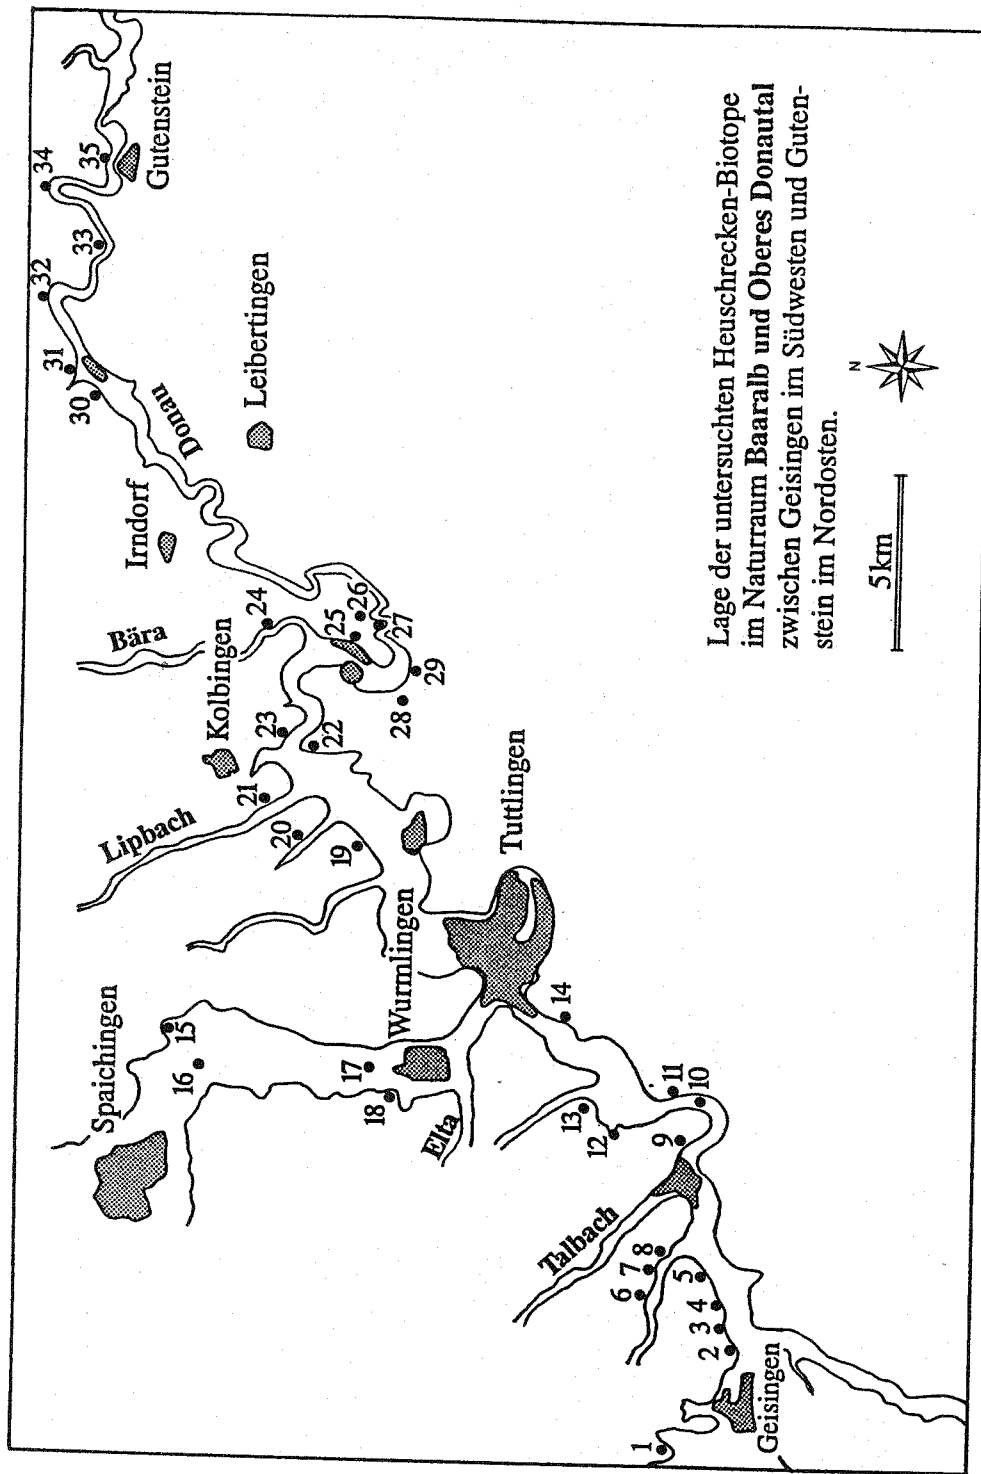 Lage der untersuchten Heuschrecken-Biotope
im Naturraum Baaralb und Oberes Donautal
zwischen Geisingen im Südwesten und Guten-
stein im Nordosten.
N
5km
Spaichingen
Lipbach
Kolbingen
Bära
Irndorf
Donau
Leibertingen
Gutenstein
Wurmlingen
Tuttlingen
Elta
Talbach
Geisingen
1
2
3
4
5
6
7
8
9
10
11
12
13
14
15
16
17
18
19
20
21
22
23
24
25
26
27
28
29
30
31
32
33
34
35